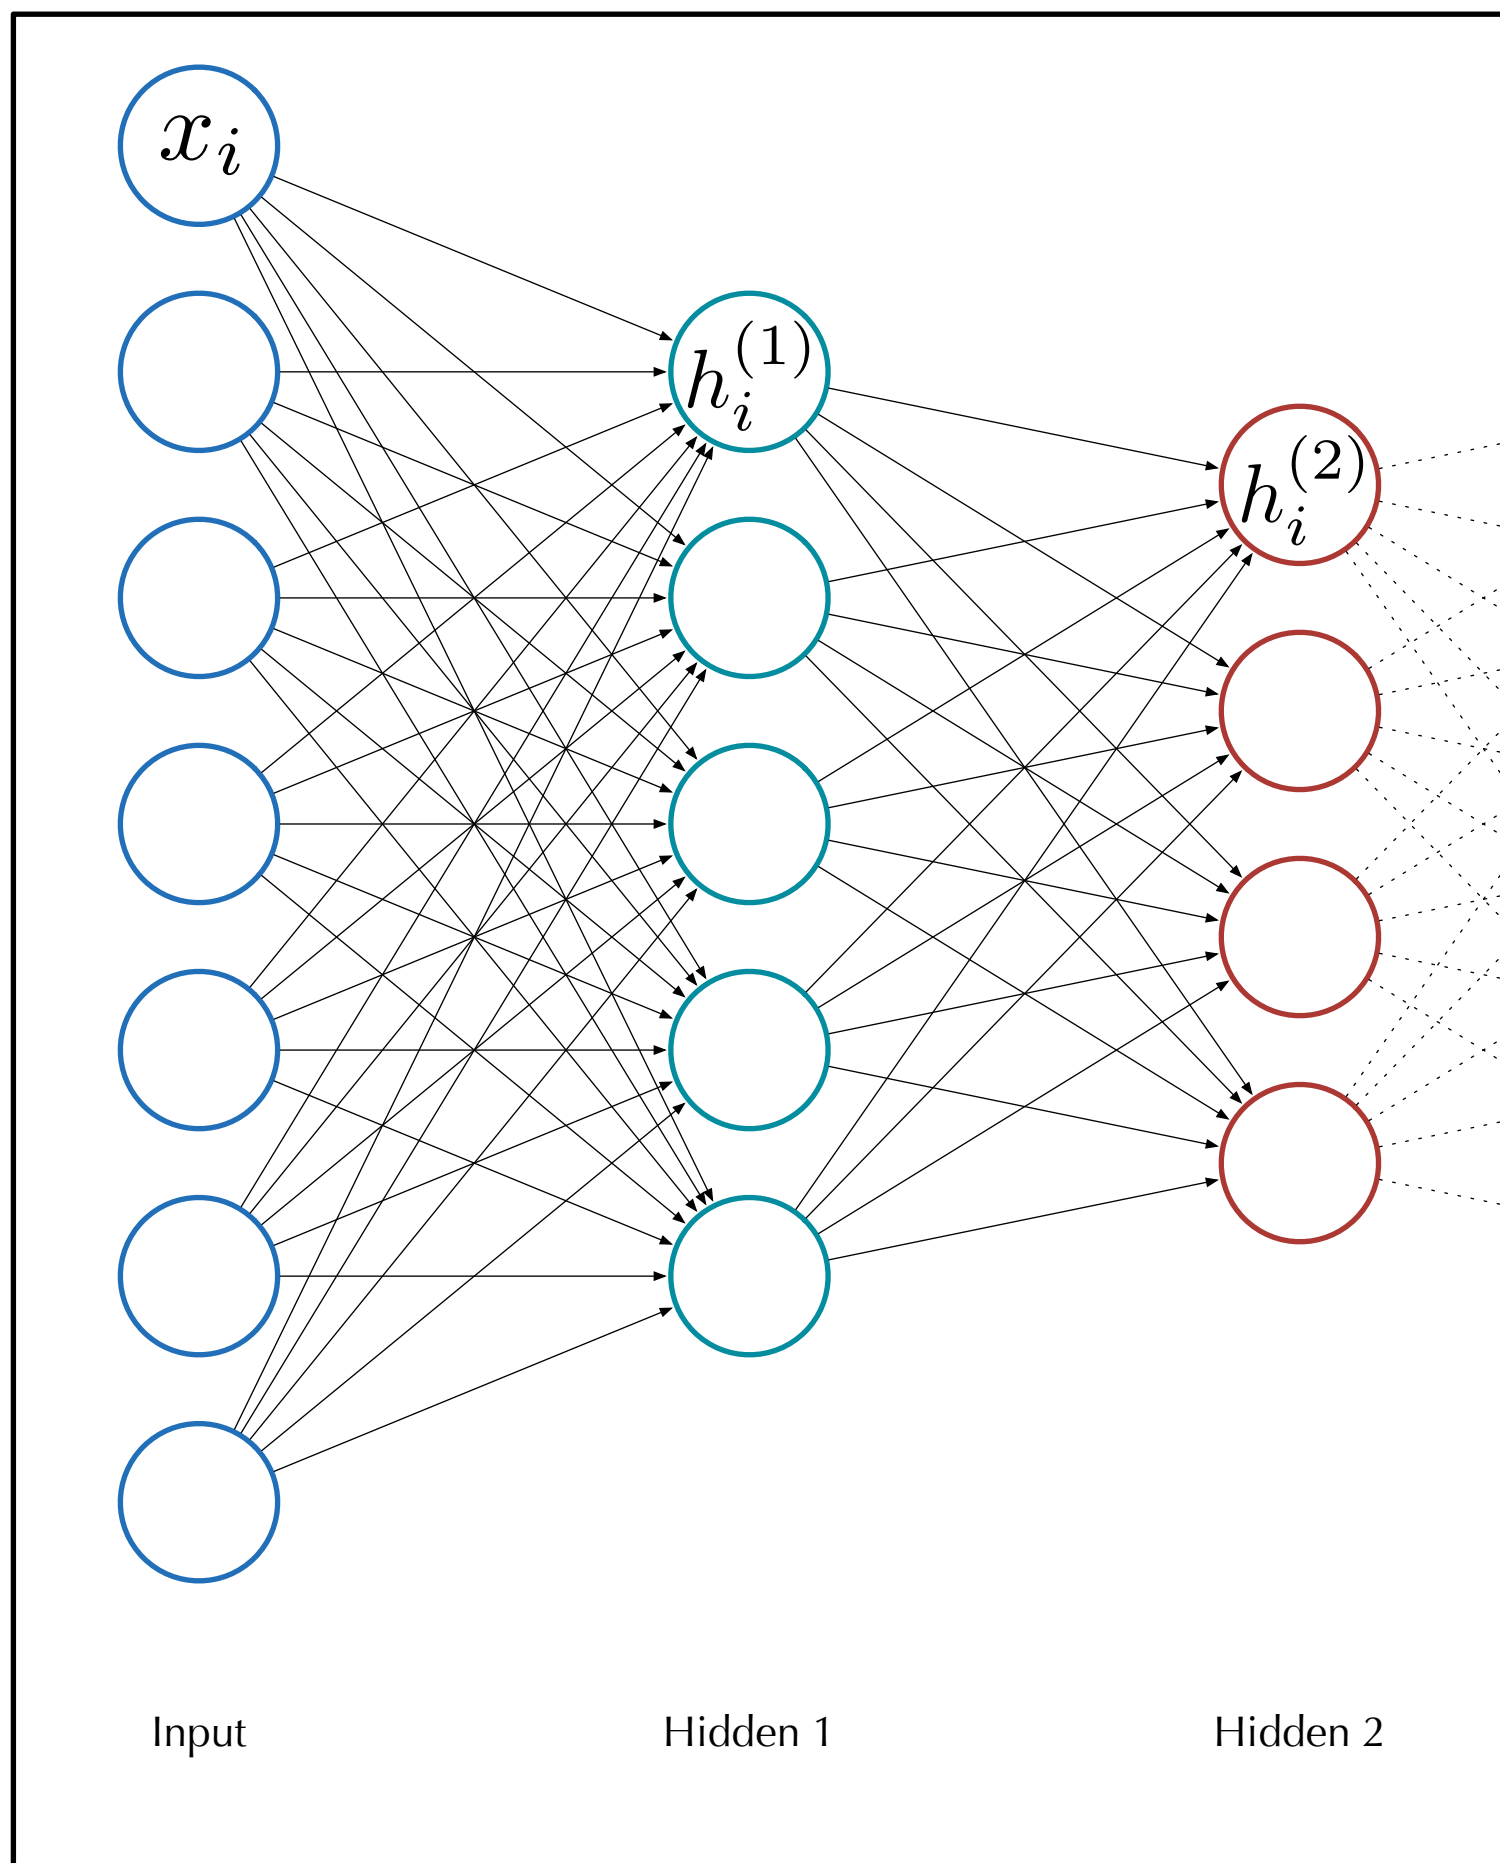 x_i
h_i^{(1)}
h_i^{(2)}
Input
Hidden 1
Hidden 2